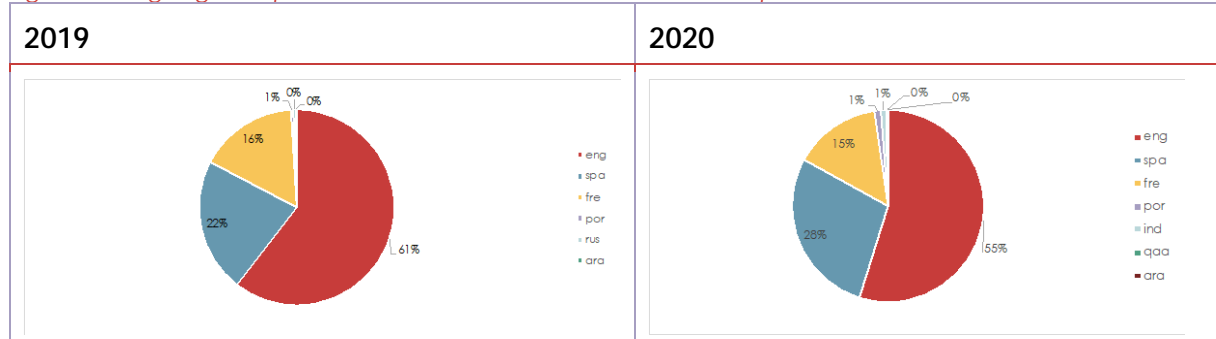 2019
2020
1%
0%
0%
16%
22%
61%
eng
spa
fre
por
rus
ara
1%
1%
0%
0%
15%
28%
55%
eng
spa
fre
por
ind
qaa
ara